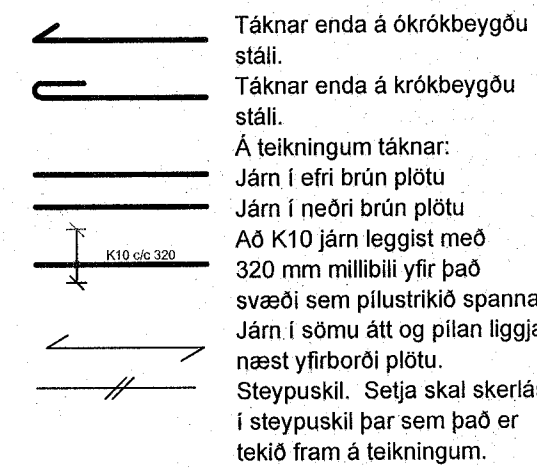 Táknar enda á ókrókbeygðu
stáli.
Táknar enda á krókbeygðu
stáli.
Á teikningum táknar:
Járn í efri brún plötu
Járn í neðri brún plötu
Að K10 járn leggist með
K10 c/c 320
320 mm millibili yfir það
svæði sem pílustrikið spanna
Járn í sömu átt og pílan liggja
næst yfirborði plötu.
Steypuskil. Setja skal skerlás
í steypuskil þar sem það er
tekið fram á teikningum.